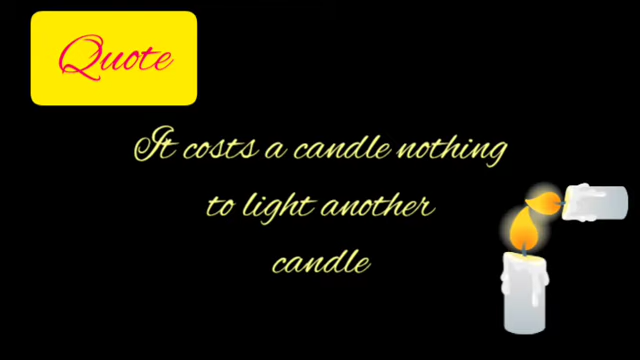 Quote
It costs a candle nothing
to light another
candle